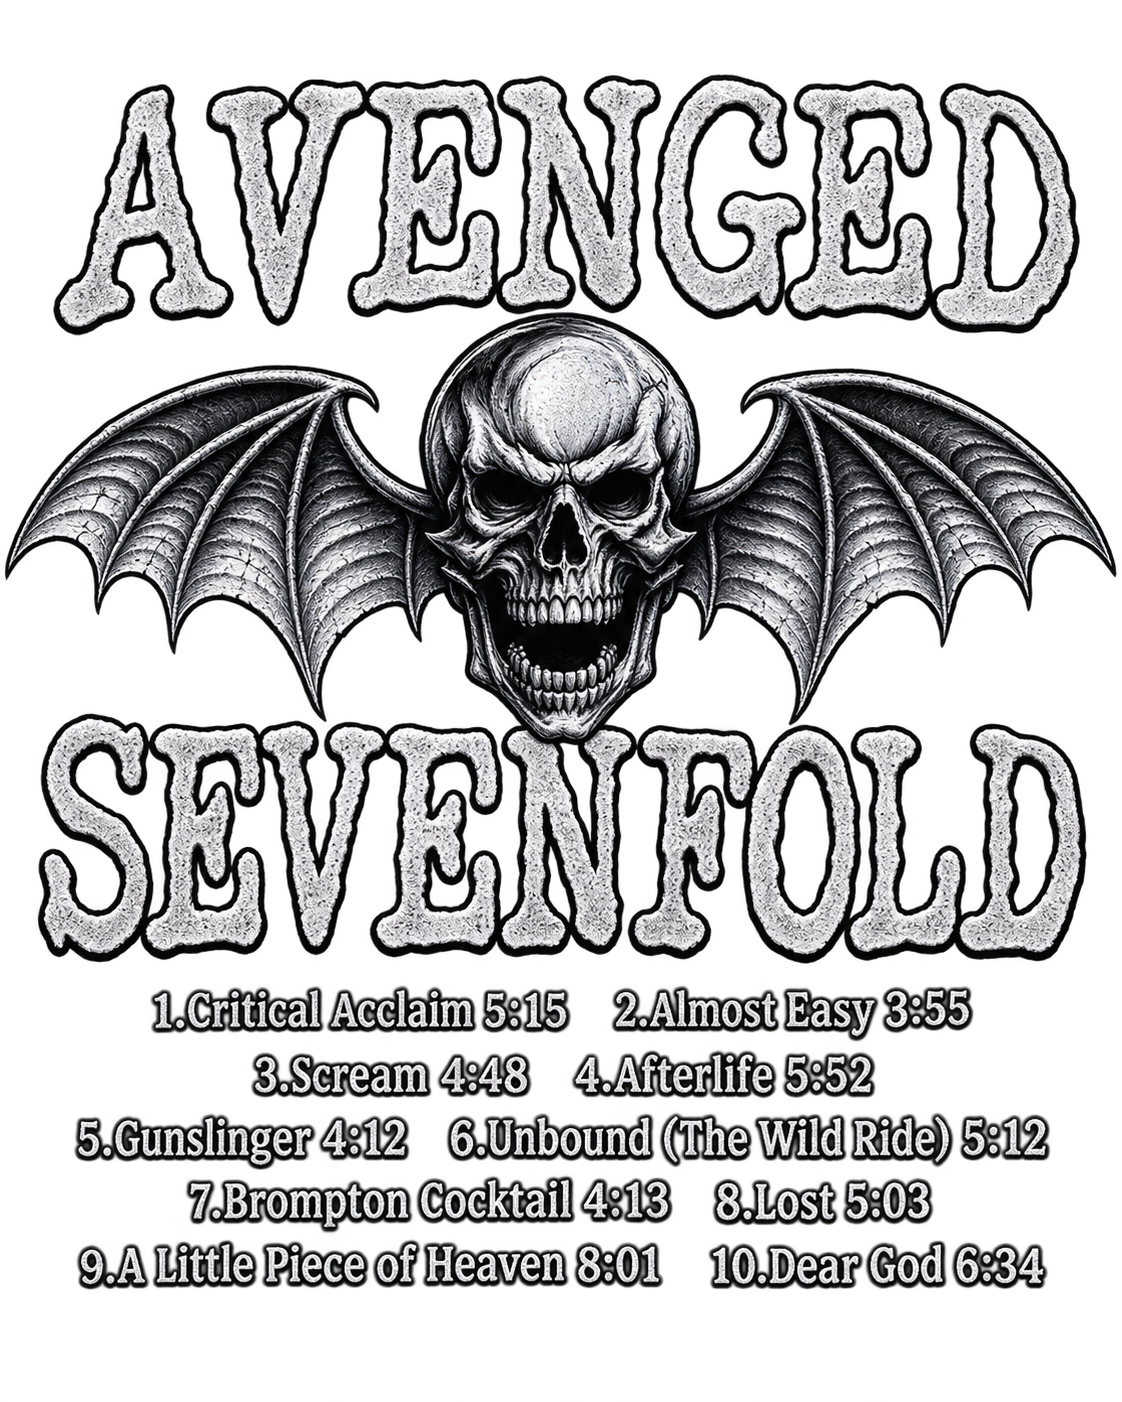 AVENGED
SEVENFOLD
1.Critical Acclaim 5:15 2.Almost Easy 3:55
3.Scream 4:48 4.Afterlife 5:52
5.Gunslinger 4:12 6.Unbound (The Wild Ride) 5:12
7.Brompton Cocktail 4:13 8.Lost 5:03
9.A Little Piece of Heaven 8:01 10.Dear God 6:34